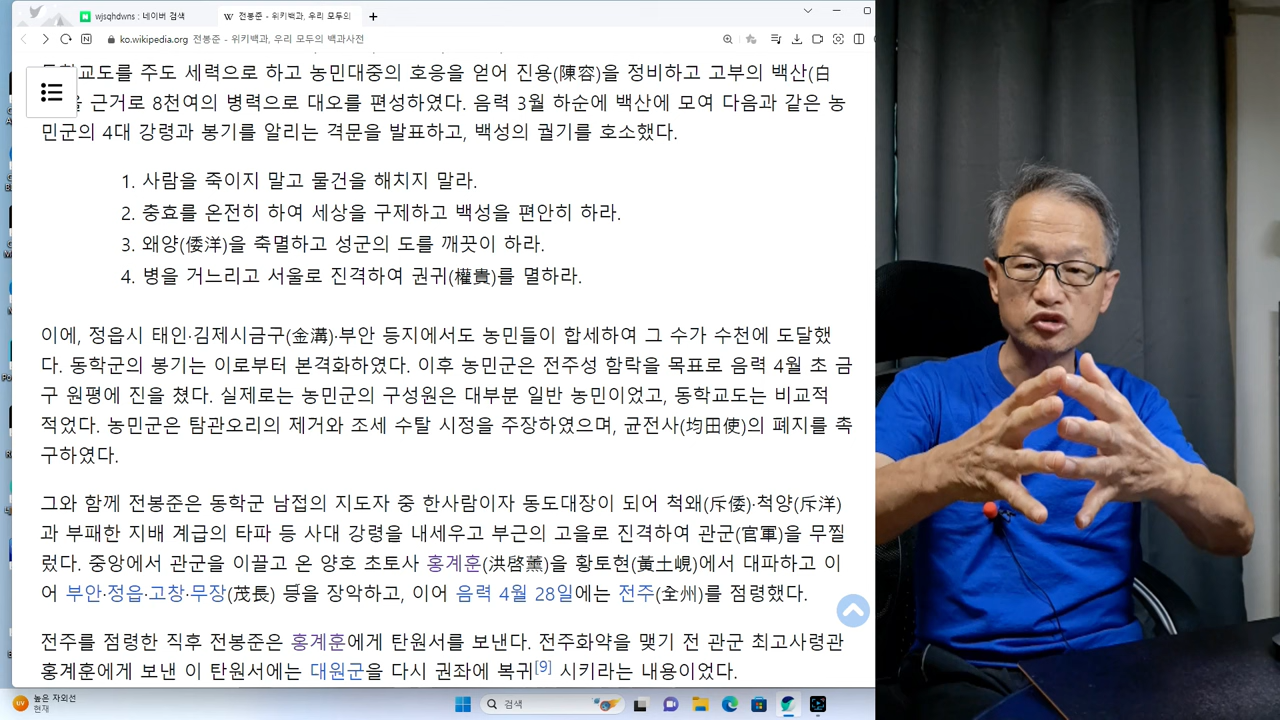 wjsqhdwns : 네이버 검색
W 전봉준 - 위키백과, 우리 모두의
ko.wikipedia.org 전봉준 - 위키백과, 우리 모두의 백과사전
동학교도를 주도 세력으로 하고 농민대중의 호응을 얻어 진용(陳容)을 정비하고 고부의 백산(白
근거로 8천여의 병력으로 대오를 편성하였다. 음력 3월 하순에 백산에 모여 다음과 같은 농
민군의 4대 강령과 봉기를 알리는 격문을 발표하고, 백성의 궐기를 호소했다.
1. 사람을 죽이지 말고 물건을 해치지 말라.
2. 충효를 온전히 하여 세상을 구제하고 백성을 편안히 하라.
3. 왜양(倭洋)을 축멸하고 성군의 도를 깨끗이 하라.
4. 병을 거느리고 서울로 진격하여 권귀(權貴)를 멸하라.
이에, 정읍시 태인·김제시금구(金溝)·부안 등지에서도 농민들이 합세하여 그 수가 수천에 도달했
다. 동학군의 봉기는 이로부터 본격화하였다. 이후 농민군은 전주성 함락을 목표로 음력 4월 초 금
구 원평에 진을 쳤다. 실제로는 농민군의 구성원은 대부분 일반 농민이었고, 동학교도는 비교적
적었다. 농민군은 탐관오리의 제거와 조세 수탈 시정을 주장하였으며, 균전사(均田使)의 폐지를 촉
구하였다.
그와 함께 전봉준은 동학군 남접의 지도자 중 한사람이자 동도대장이 되어 척왜(斥倭)·척양(斥洋)
과 부패한 지배 계급의 타파 등 사대 강령을 내세우고 부근의 고을로 진격하여 관군(官軍)을 무찔
렀다. 중앙에서 관군을 이끌고 온 양호 초토사 홍계훈(洪啓薰)을 황토현(黃土峴)에서 대파하고 이
어 부안·정읍·고창·무장(茂長) 등을 장악하고, 이어 음력 4월 28일에는 전주(全州)를 점령했다.
전주를 점령한 직후 전봉준은 홍계훈에게 탄원서를 보낸다. 전주화약을 맺기 전 관군 최고사령관
홍계훈에게 보낸 이 탄원서에는 대원군을 다시 권좌에 복귀[9] 시키라는 내용이었다.
UV
높은 자외선
현재
검색